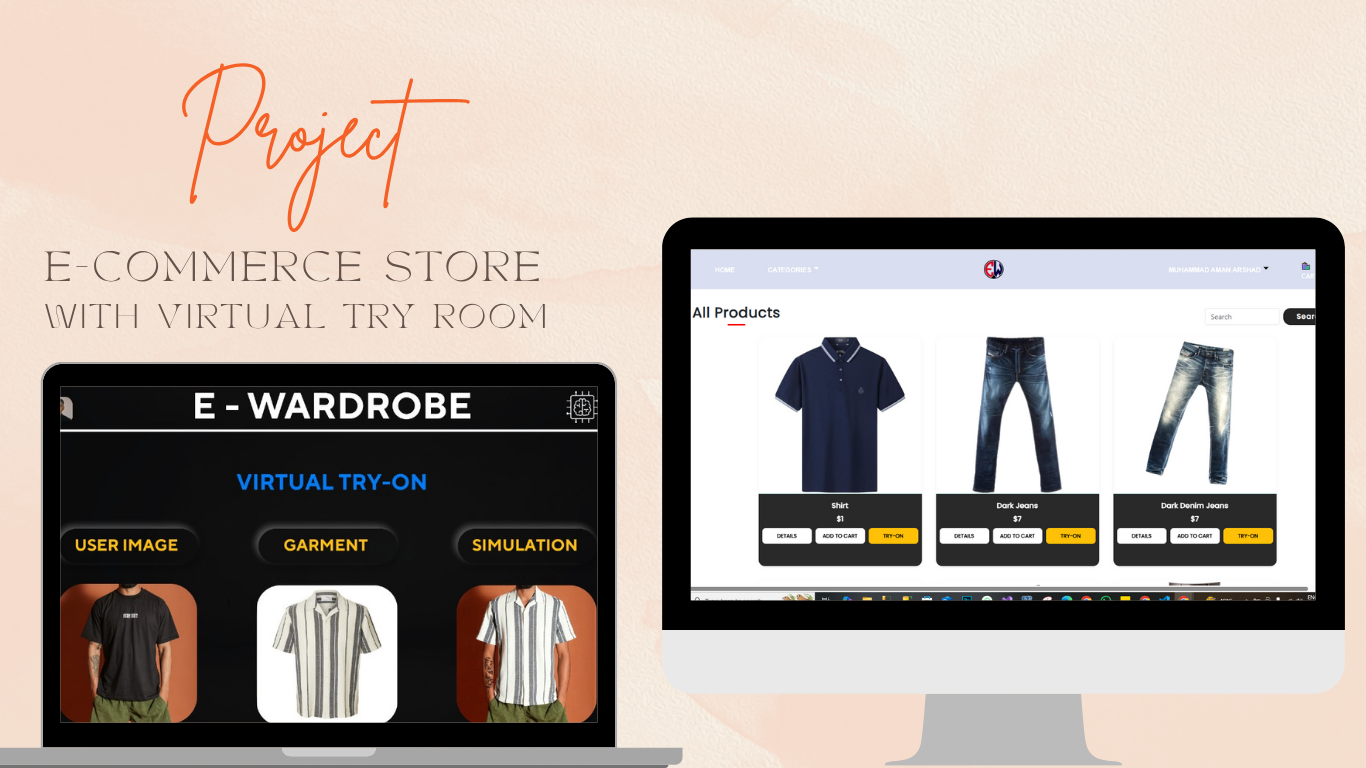 Project
E-COMMERCE STORE
WITH VIRTUAL TRY ROOM
E - WARDROBE
VIRTUAL TRY-ON
USER IMAGE
GARMENT
SIMULATION
HOME
CATEGORIES
EW
MUHAMMAD AMAN ARSHAD
All Products
Search
Shirt
$1
DETAILS
ADD TO CART
TRY-ON
Dark Jeans
$7
DETAILS
ADD TO CART
TRY-ON
Dark Denim Jeans
$7
DETAILS
ADD TO CART
TRY-ON